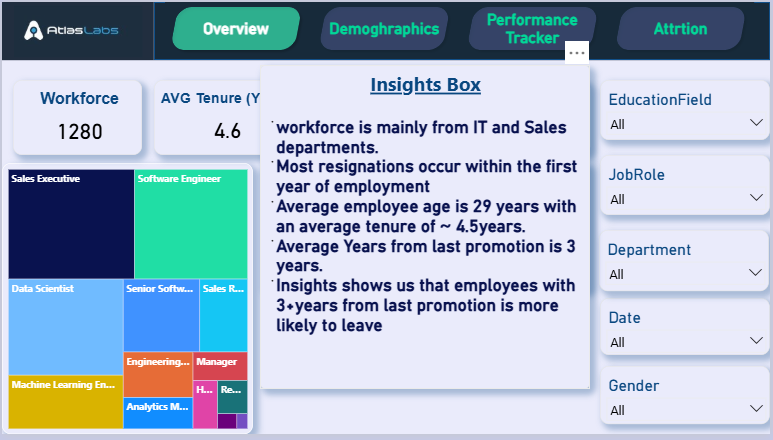 AtlasLabs
Overview
Demoghraphics
Performance
Tracker
Attrtion
...
Workforce
1280
AVG Tenure (Y
4.6
Insights Box
workforce is mainly from IT and Sales
departments.
Most resignations occur within the first
year of employment
Average employee age is 29 years with
an average tenure of ~ 4.5years.
Average Years from last promotion is 3
years.
Insights shows us that employees with
3+years from last promotion is more
likely to leave
EducationField
All
JobRole
All
Department
All
Date
All
Gender
All
Sales Executive
Software Engineer
Data Scientist
Senior Softw...
Sales R...
Engineering...
Manager
Machine Learning En...
H...
Re...
Analytics M...